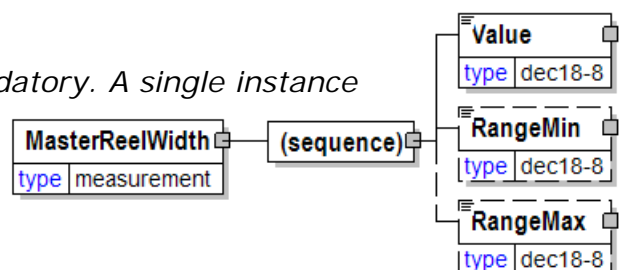 Value
type dec18-8
datory. A single instance
MasterReelWidth
type measurement
(sequence)
RangeMin
type dec18-8
RangeMax
type dec18-8